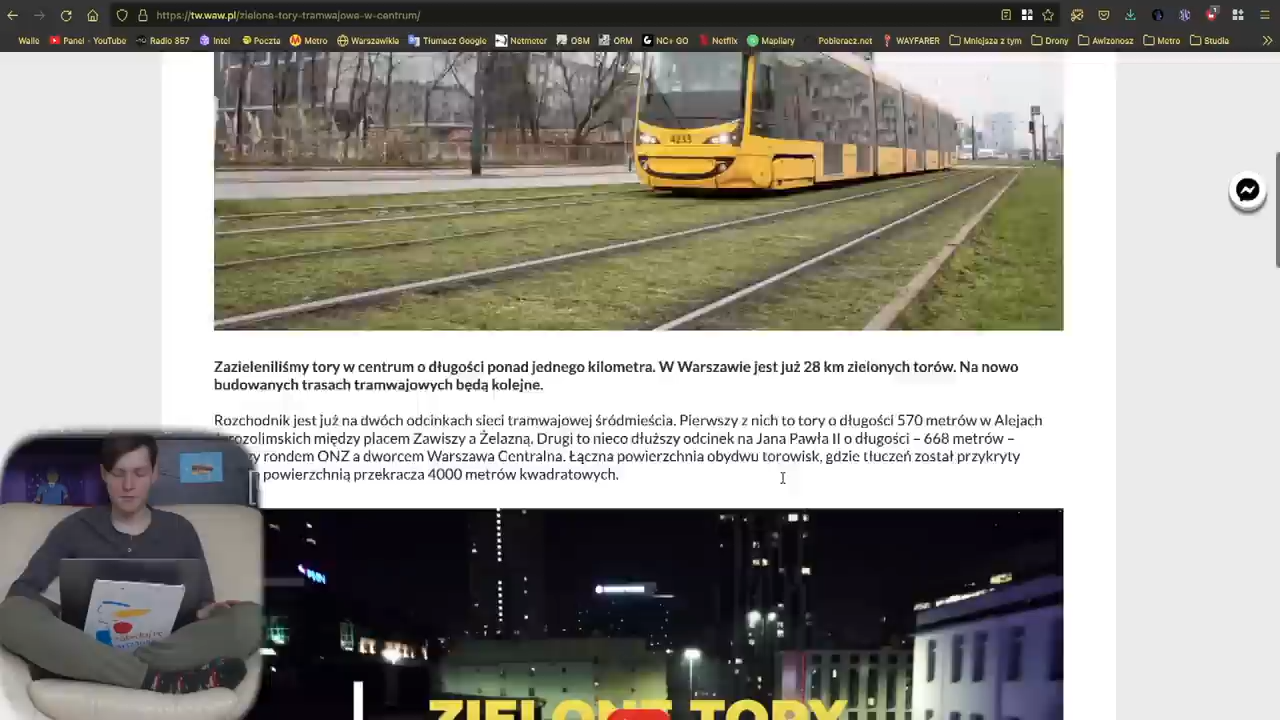 https://tw.waw.pl/zielone-tory-tramwajowe-w-centrum/
Walle Panel - YouTube Radio 357 Intel Poczta Metro Warszawikia Tłumacz Google Netmeter OSM ORM NC+ GO Netflix Mapilary Pobieracz.net WAYFARER Mniejsza z tym Drony Awizonosz Metro Studia
4233
Zazieleniliśmy tory w centrum o długości ponad jednego kilometra. W Warszawie jest już 28 km zielonych torów. Na nowo
budowanych trasach tramwajowych będą kolejne.
Rozchodnik jest już na dwóch odcinkach sieci tramwajowej śródmieścia. Pierwszy z nich to tory o długości 570 metrów w Alejach
Jerozolimskich między placem Zawiszy a Żelazną. Drugi to nieco dłuższy odcinek na Jana Pawła II o długości – 668 metrów –
rondem ONZ a dworcem Warszawa Centralna. Łączna powierzchnia obydwu torowisk, gdzie tłuczeń został przykryty
powierzchnią przekracza 4000 metrów kwadratowych.
PWN
ZIELONE TORY